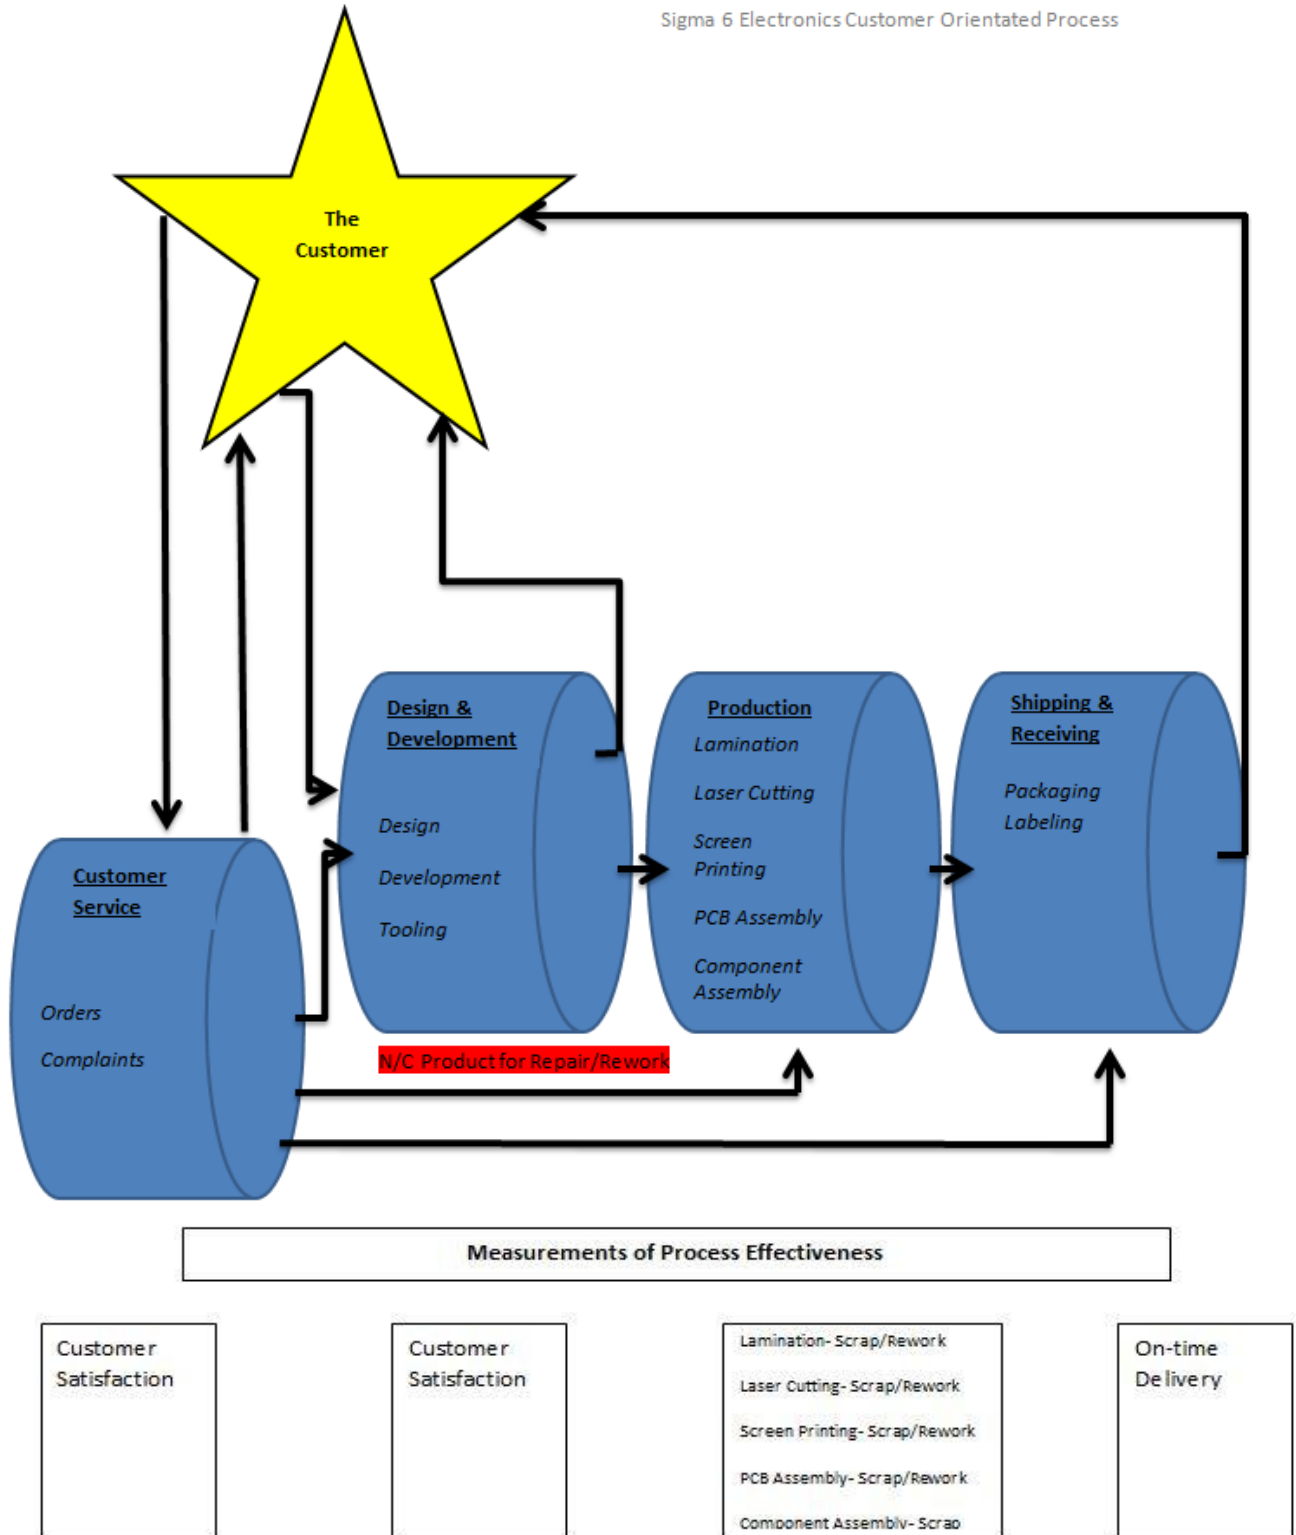 Sigma 6 Electronics Customer Orientated Process
The
Customer
Design &
Development
Design
Development
Tooling
Production
Lamination
Laser Cutting
Screen
Printing
PCB Assembly
Component
Assembly
Shipping &
Receiving
Packaging
Labeling
Customer
Service
Orders
Complaints
N/C Product for Repair/Rework
Measurements of Process Effectiveness
Customer
Satisfaction
Customer
Satisfaction
Lamination- Scrap/Rework
Laser Cutting- Scrap/Rework
Screen Printing- Scrap/Rework
PCB Assembly- Scrap/Rework
Component Assembly- Scrap
On-time
Delivery